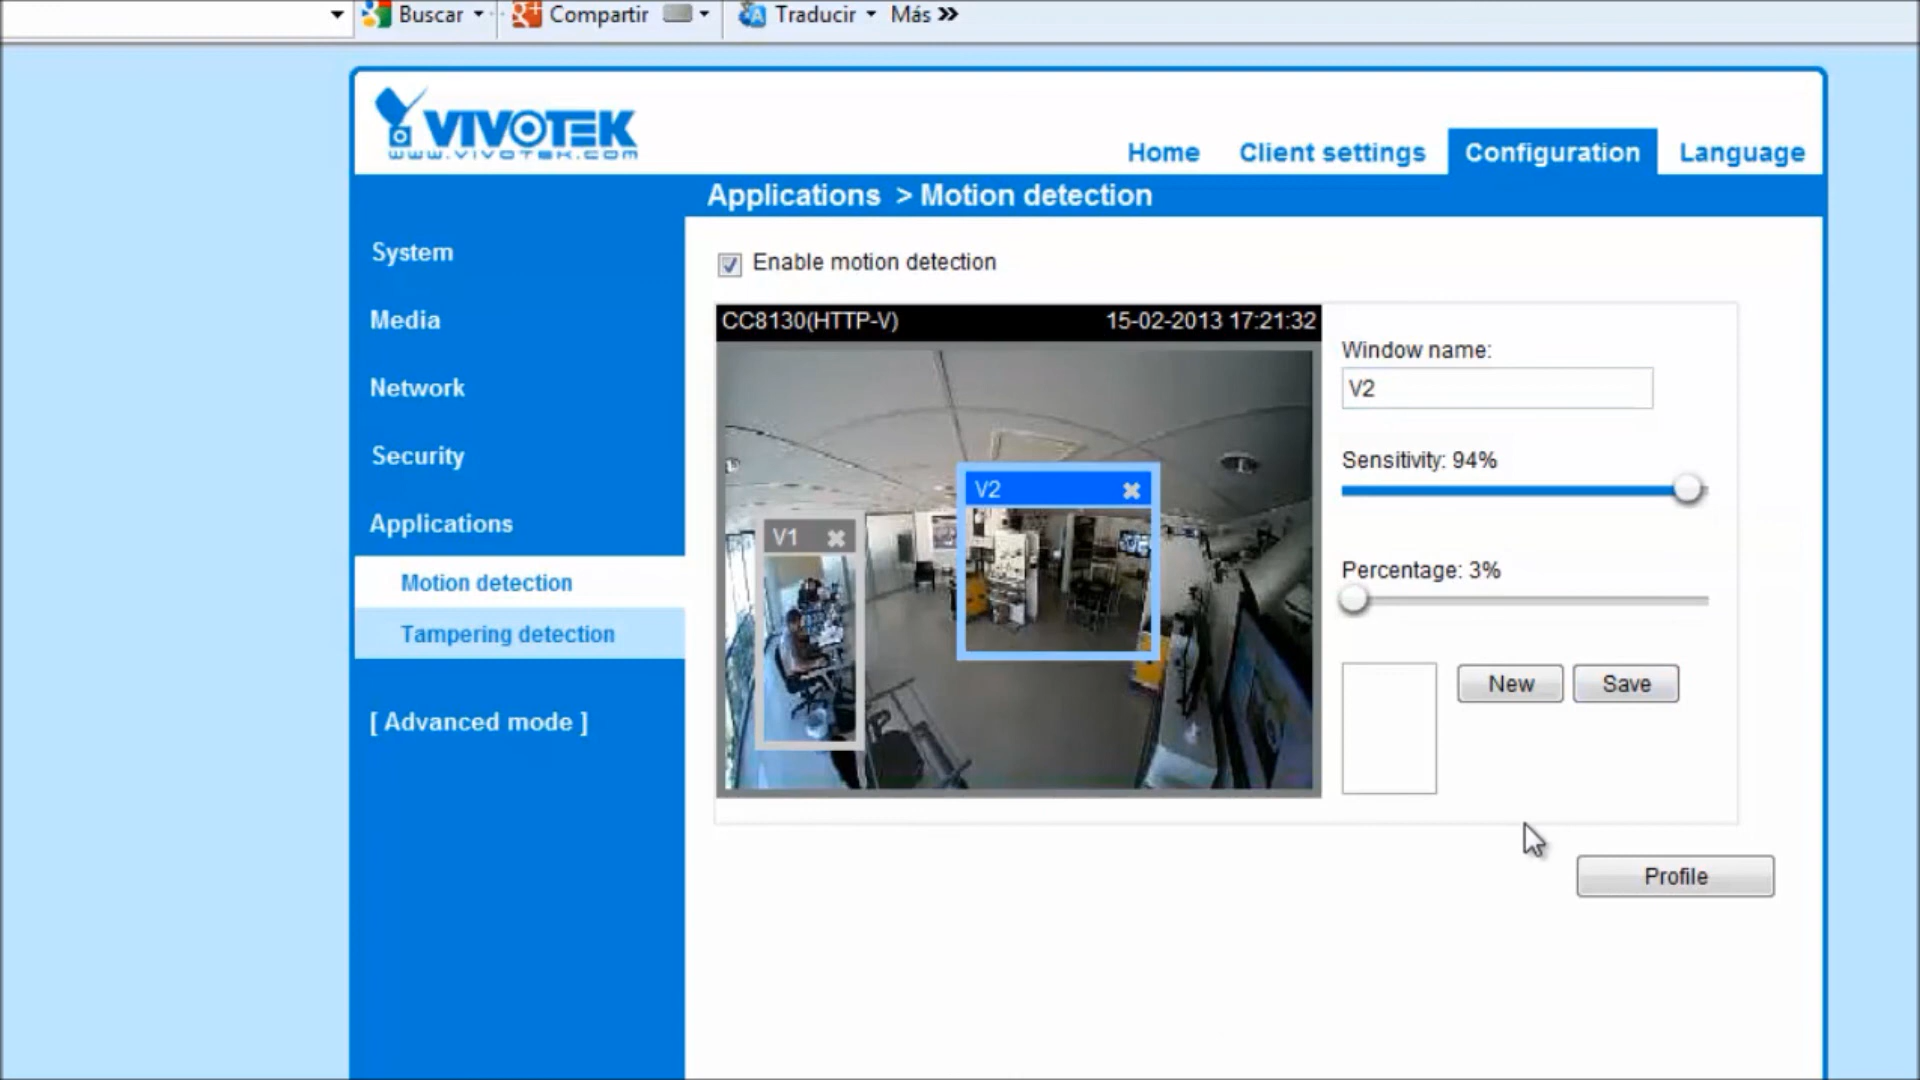 Buscar Compartir Traducir Más »
VIVOTEK
www.vivotek.com
Home Client settings Configuration Language
Applications > Motion detection
System
Media
Network
Security
Applications
Motion detection
Tampering detection
[ Advanced mode ]
Enable motion detection
CC8130(HTTP-V) 15-02-2013 17:21:32
V2
V1
Window name:
V2
Sensitivity: 94%
Percentage: 3%
New Save
Profile